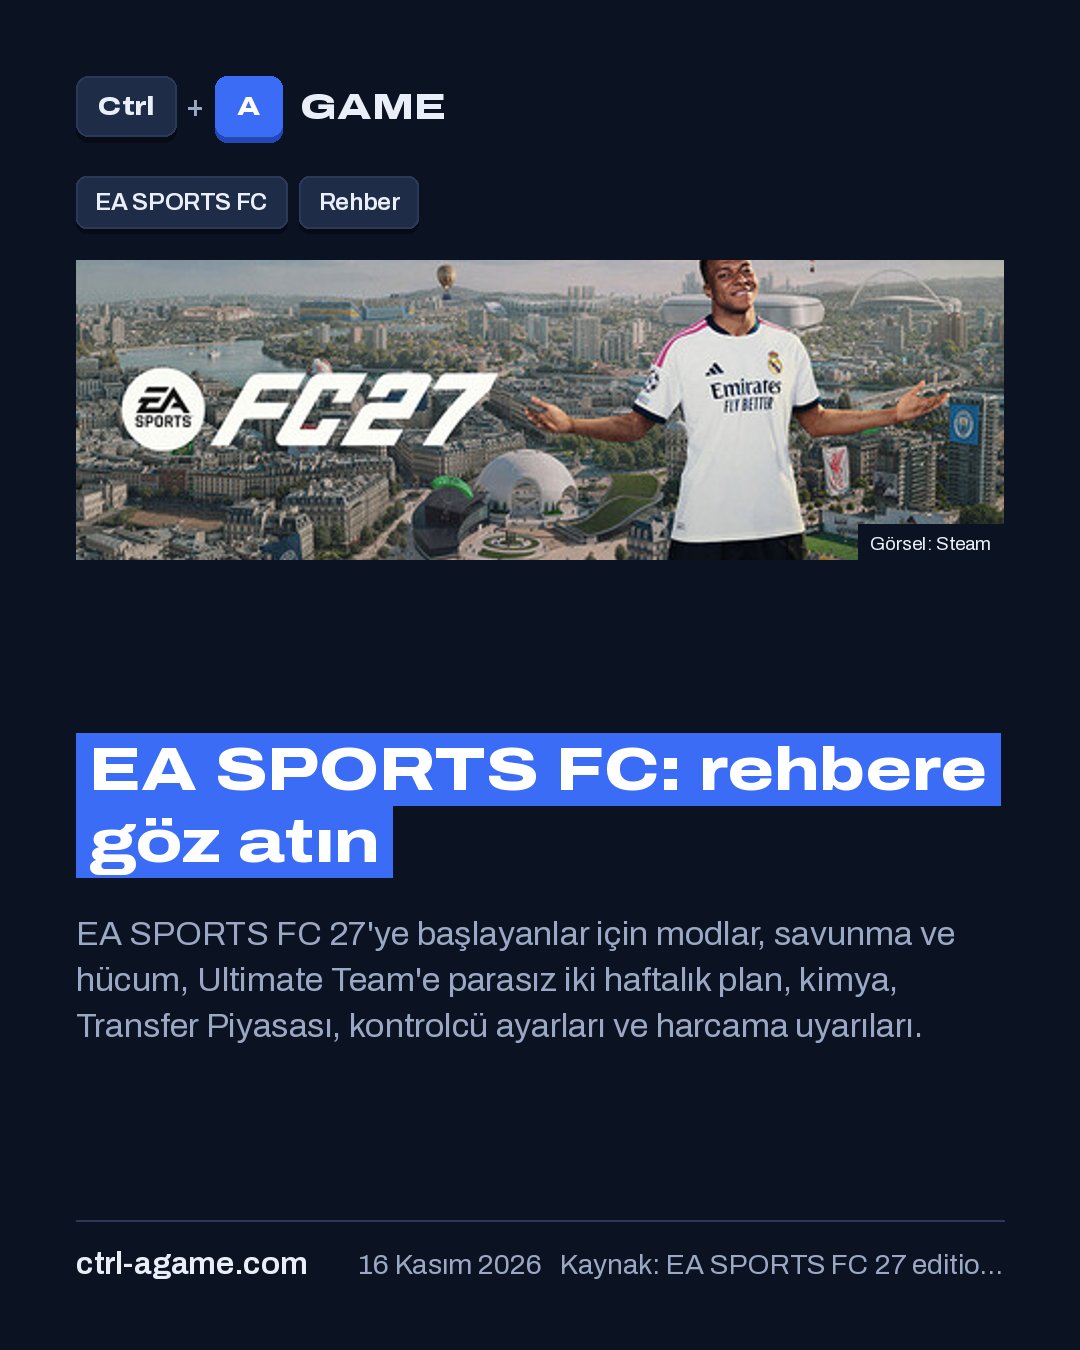 Ctrl + A GAME
EA SPORTS FC Rehber
EA SPORTS FC27
Emirates
FLY BETTER
Görsel: Steam
EA SPORTS FC: rehbere
göz atın
EA SPORTS FC 27'ye başlayanlar için modlar, savunma ve
hücum, Ultimate Team'e parasız iki haftalık plan, kimya,
Transfer Piyasası, kontrolcü ayarları ve harcama uyarıları.
ctrl-agame.com 16 Kasım 2026 Kaynak: EA SPORTS FC 27 editio...